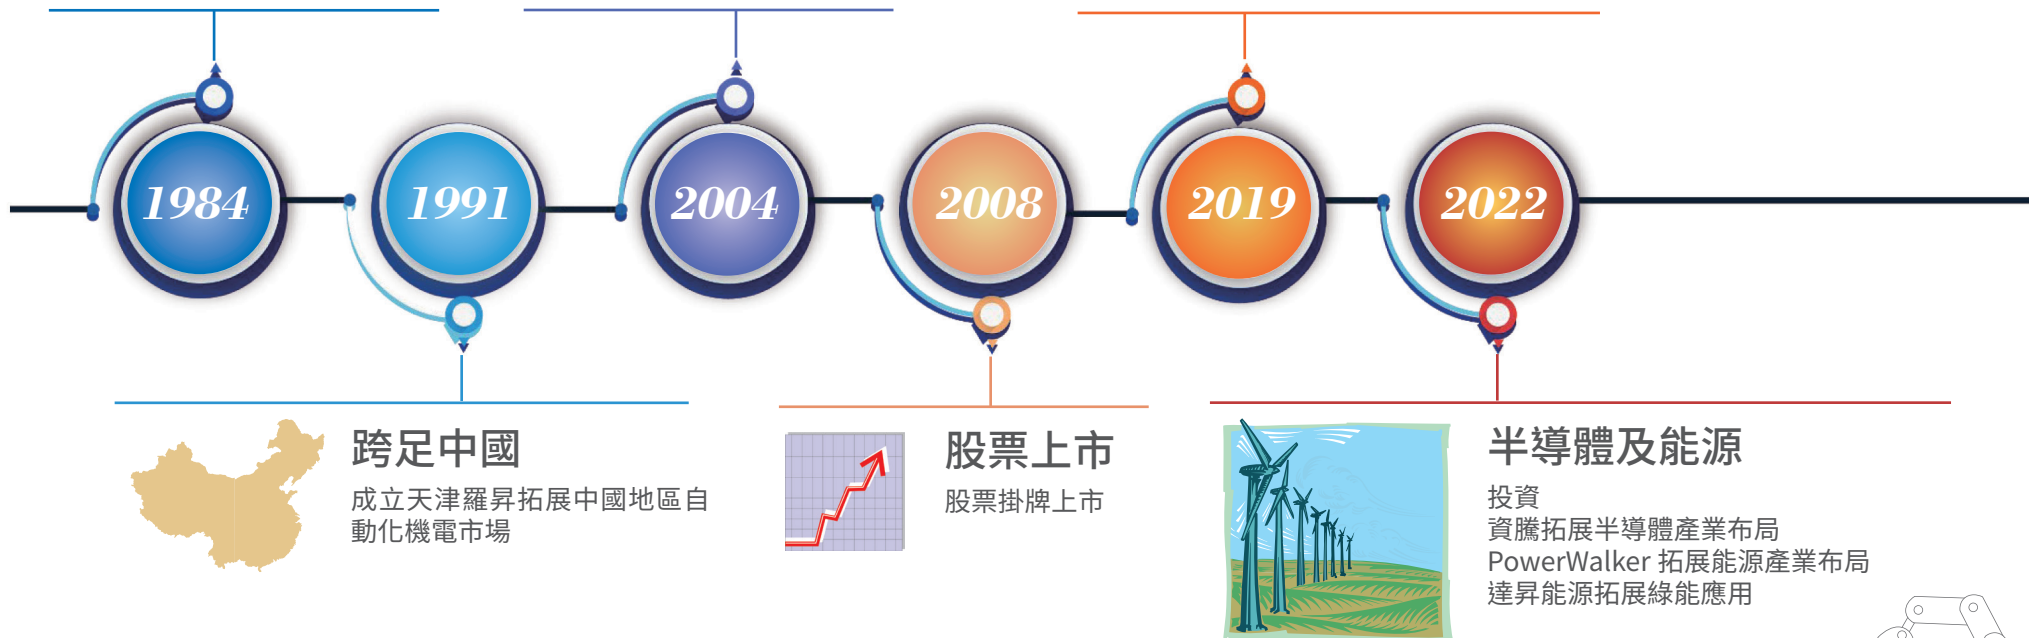 1984
1991
2004
2008
2019
2022
跨足中國
成立天津羅昇拓展中國地區自
動化機電市場
股票上市
股票掛牌上市
半導體及能源
投資
資騰拓展半導體產業布局
PowerWalker 拓展能源產業布局
達昇能源拓展綠能應用